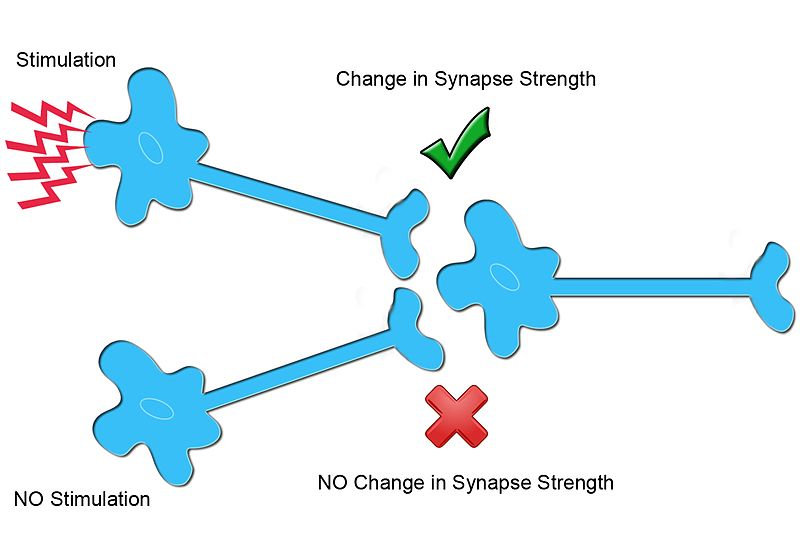 Stimulation
Change in Synapse Strength
NO Change in Synapse Strength
NO Stimulation